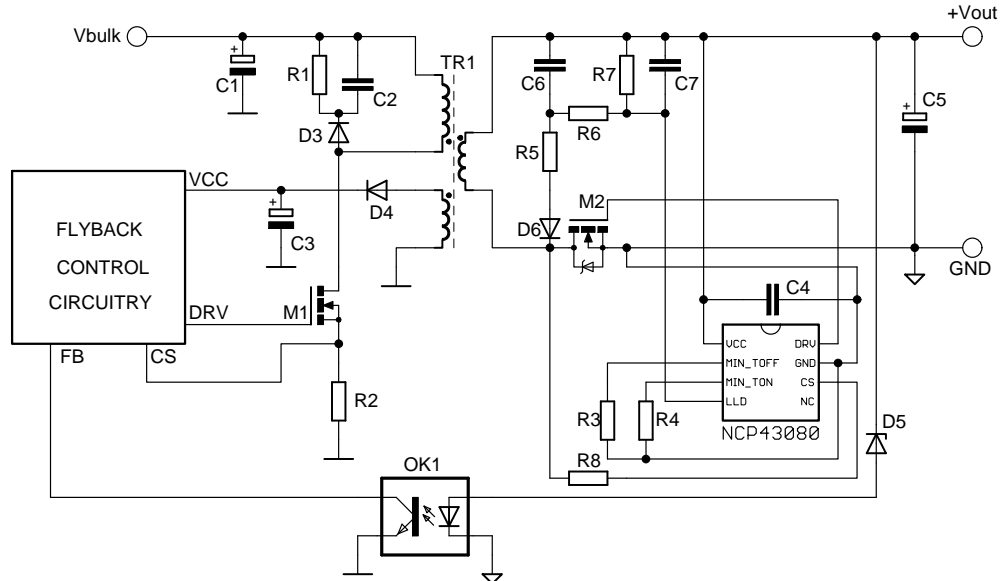 +Vout
Vbulk
C1
R1
C2
TR1
C6
R7
C7
C5
D3
R6
R5
VCC
D4
M2
D6
C3
FLYBACK
CONTROL
CIRCUITRY
GND
C4
DRV
M1
FB
CS
VCC
DRV
MIN_TOFF
GND
MIN_TON
CS
LLD
NC
R2
R3
R4
NCP43080
D5
R8
OK1